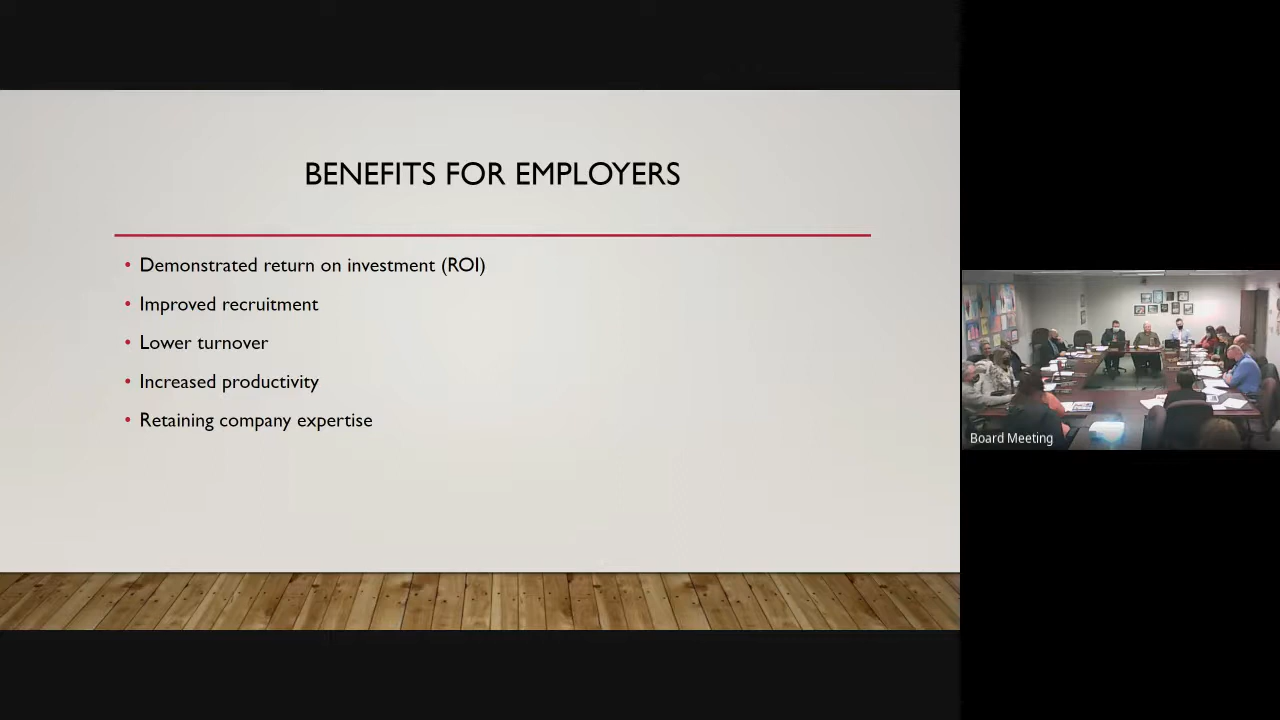 BENEFITS FOR EMPLOYERS
• Demonstrated return on investment (ROI)
• Improved recruitment
• Lower turnover
• Increased productivity
• Retaining company expertise
Board Meeting